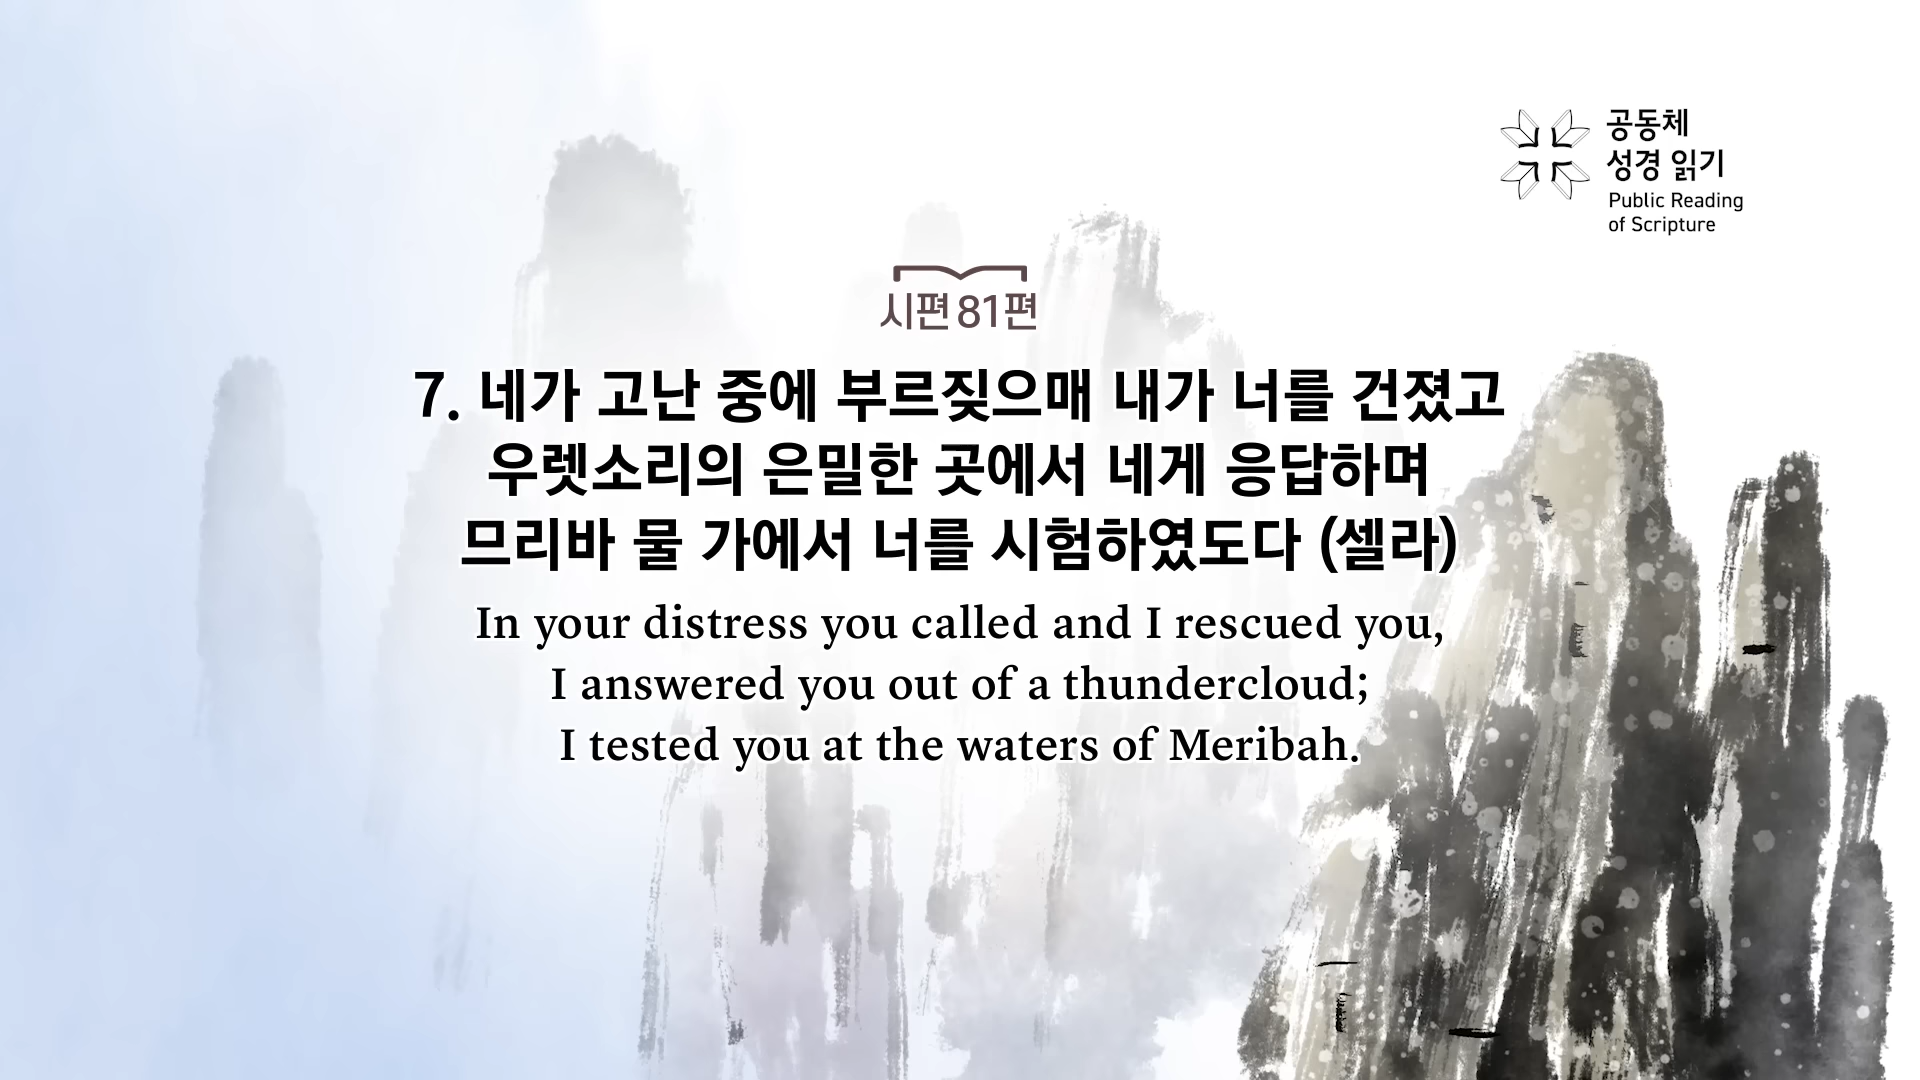 공동체
성경 읽기
Public Reading
of Scripture
시편 81편
7. 네가 고난 중에 부르짖으매 내가 너를 건졌고
우렛소리의 은밀한 곳에서 네게 응답하며
므리바 물 가에서 너를 시험하였도다 (셀라)
In your distress you called and I rescued you,
I answered you out of a thundercloud;
I tested you at the waters of Meribah.